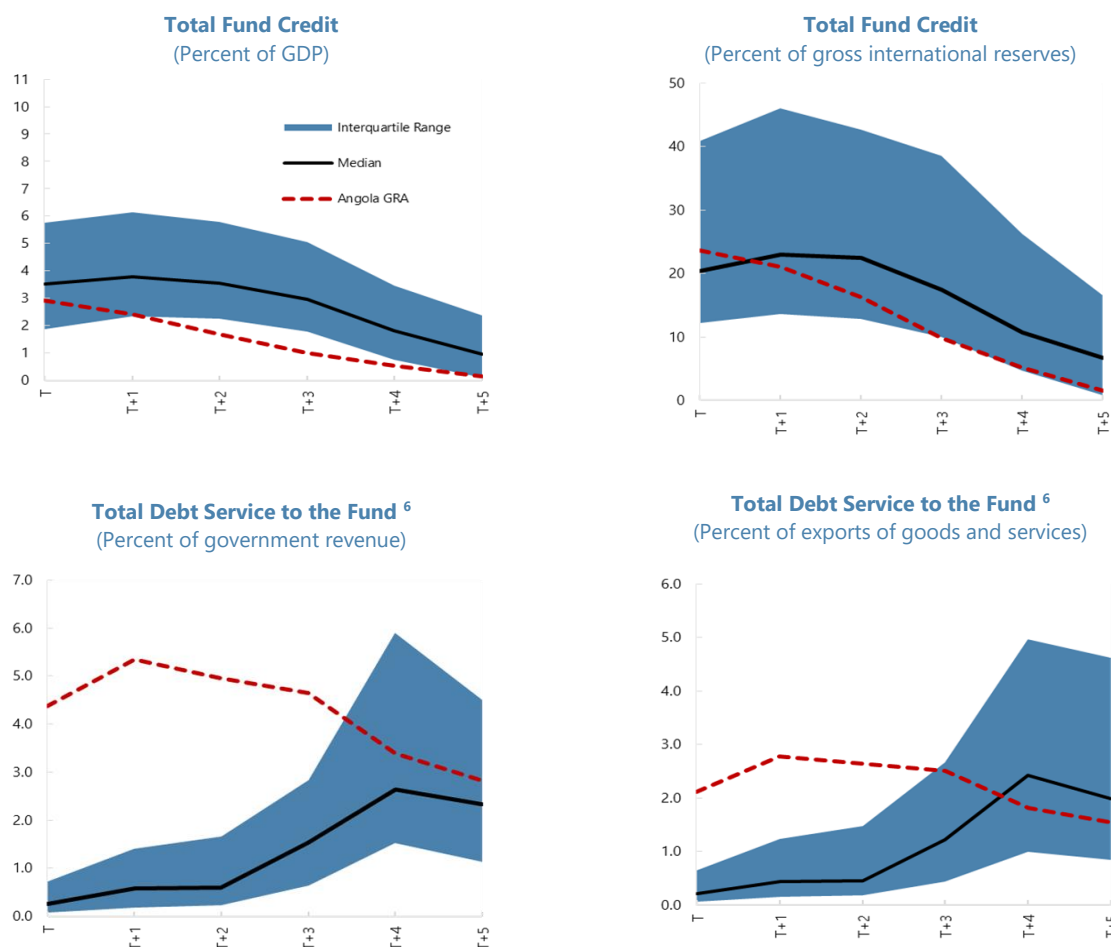 Total Fund Credit
(Percent of GDP)
11
10
9
8
7
6
5
4
3
2
1
0
Interquartile Range
Median
Angola GRA
T
T+1
T+2
T+3
T+4
T+5
Total Fund Credit
(Percent of gross international reserves)
50
40
30
20
10
0
T
T+1
T+2
T+3
T+4
T+5
Total Debt Service to the Fund ⁶
(Percent of government revenue)
7.0
6.0
5.0
4.0
3.0
2.0
1.0
0.0
T
T+1
T+2
T+3
T+4
T+5
Total Debt Service to the Fund ⁶
(Percent of exports of goods and services)
6.0
5.0
4.0
3.0
2.0
1.0
0.0
T
T+1
T+2
T+3
T+4
T+5